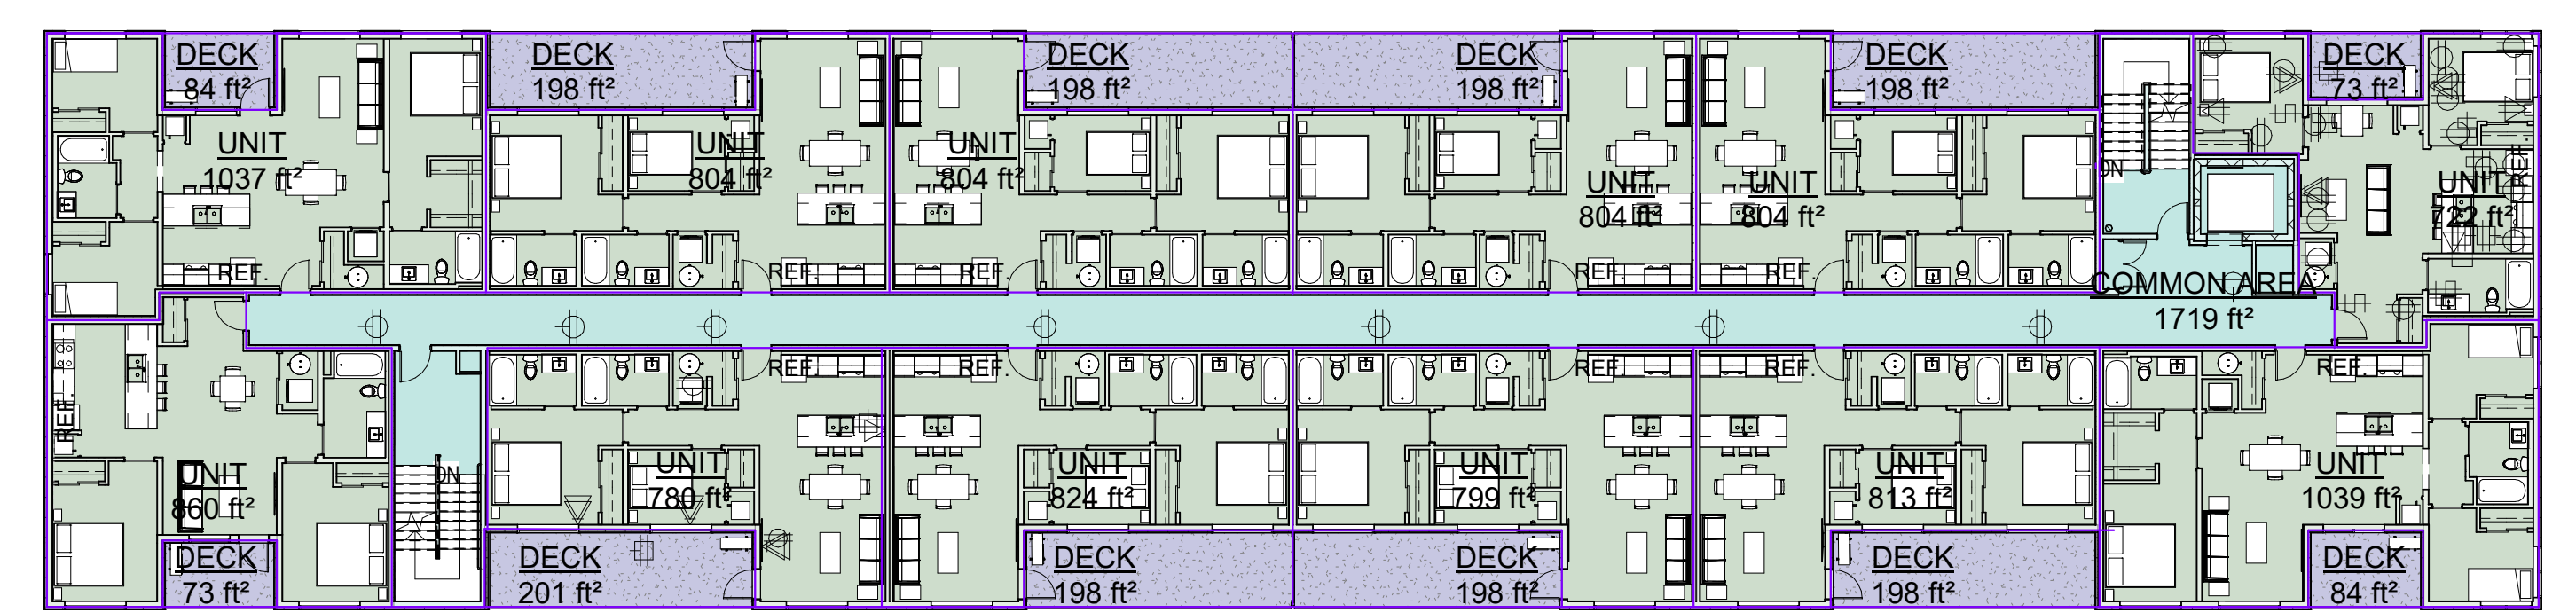 DECK
84 ft²
DECK
198 ft²
DECK
198 ft²
DECK
198 ft²
DECK
198 ft²
DECK
73 ft²
UNIT
1037 ft²
UNIT
804 ft²
UNIT
804 ft²
UNIT
804 ft²
UNIT
804 ft²
DN
UNIT
722 ft²
REF.
REF.
REF.
REF.
REF.
REF.
COMMON AREA
1719 ft²
REF.
REF.
REF.
REF.
REF.
REF.
UNIT
860 ft²
DN
UNIT
780 ft²
UNIT
824 ft²
UNIT
799 ft²
UNIT
813 ft²
UNIT
1039 ft²
DECK
73 ft²
DECK
201 ft²
DECK
198 ft²
DECK
198 ft²
DECK
198 ft²
DECK
84 ft²